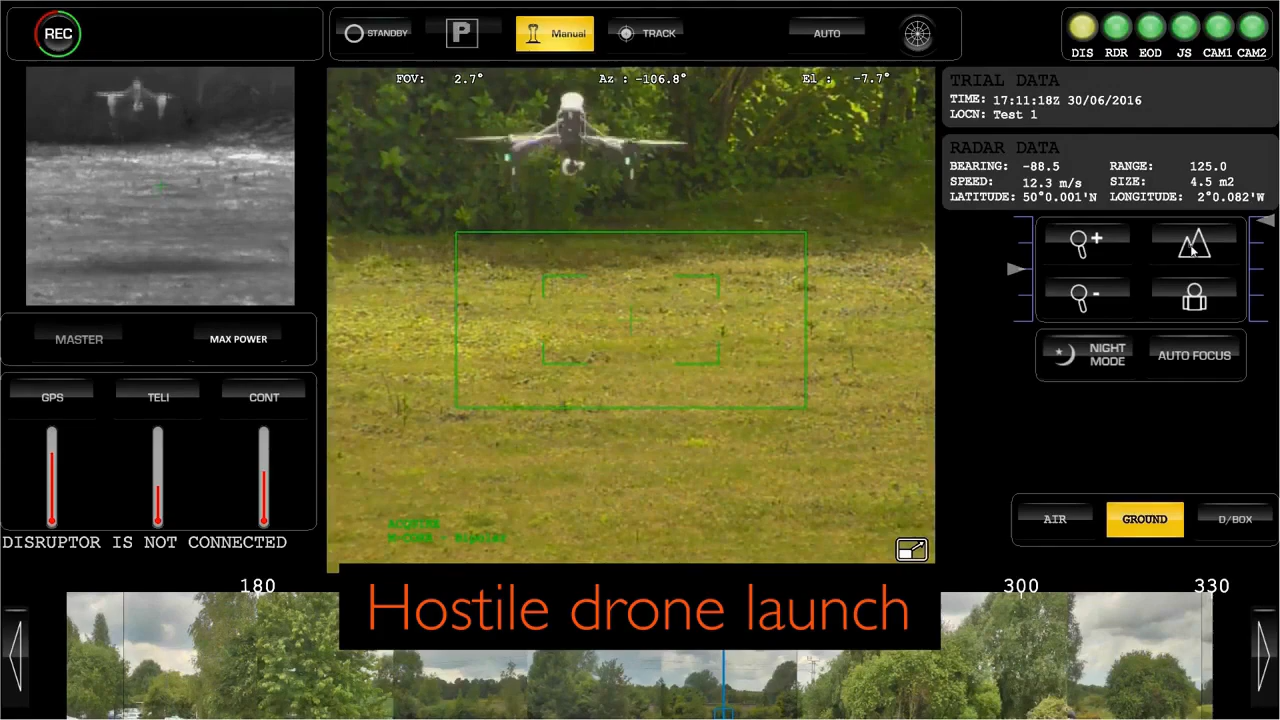 REC
STANDBY
P
Manual
TRACK
AUTO
DIS RDR EOD JS CAM1 CAM2
FOV: 2.7° Az : -106.8° El : -7.7°
TRIAL DATA
TIME: 17:11:18Z 30/06/2016
LOCN: Test 1
RADAR DATA
BEARING: -88.5 RANGE: 125.0
SPEED: 12.3 m/s SIZE: 4.5 m2
LATITUDE: 50°0.001'N LONGITUDE: 2°0.082'W
MASTER
MAX POWER
NIGHT
MODE
AUTO FOCUS
GPS
TELI
CONT
AIR
GROUND
D/BOX
ACQUIRE
DISRUPTOR IS NOT CONNECTED
180
300
330
Hostile drone launch